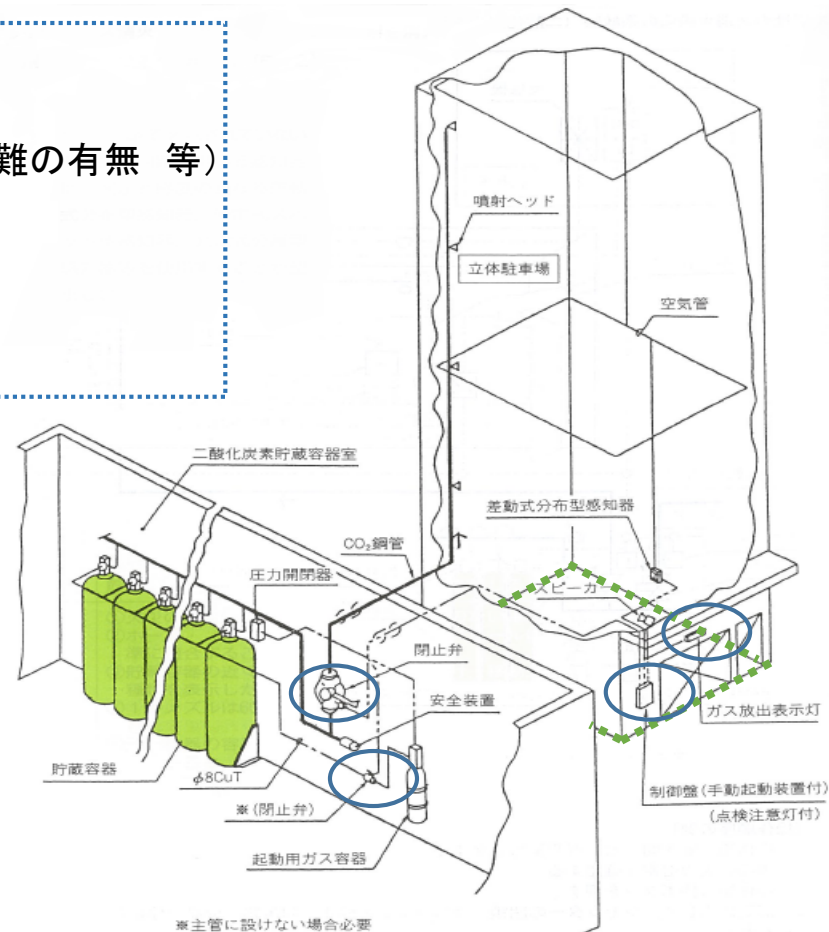 難の有無 等)
噴射ヘッド
立体駐車場
空気管
二酸化炭素貯蔵容器室
差動式分布型感知器
CO₂鋼管
圧力開閉器
スピーカー
閉止弁
安全装置
ガス放出表示灯
貯蔵容器
φ8CuT
※(閉止弁)
制御盤(手動起動装置付)
(点検注意灯付)
起動用ガス容器
※主管に設けない場合必要